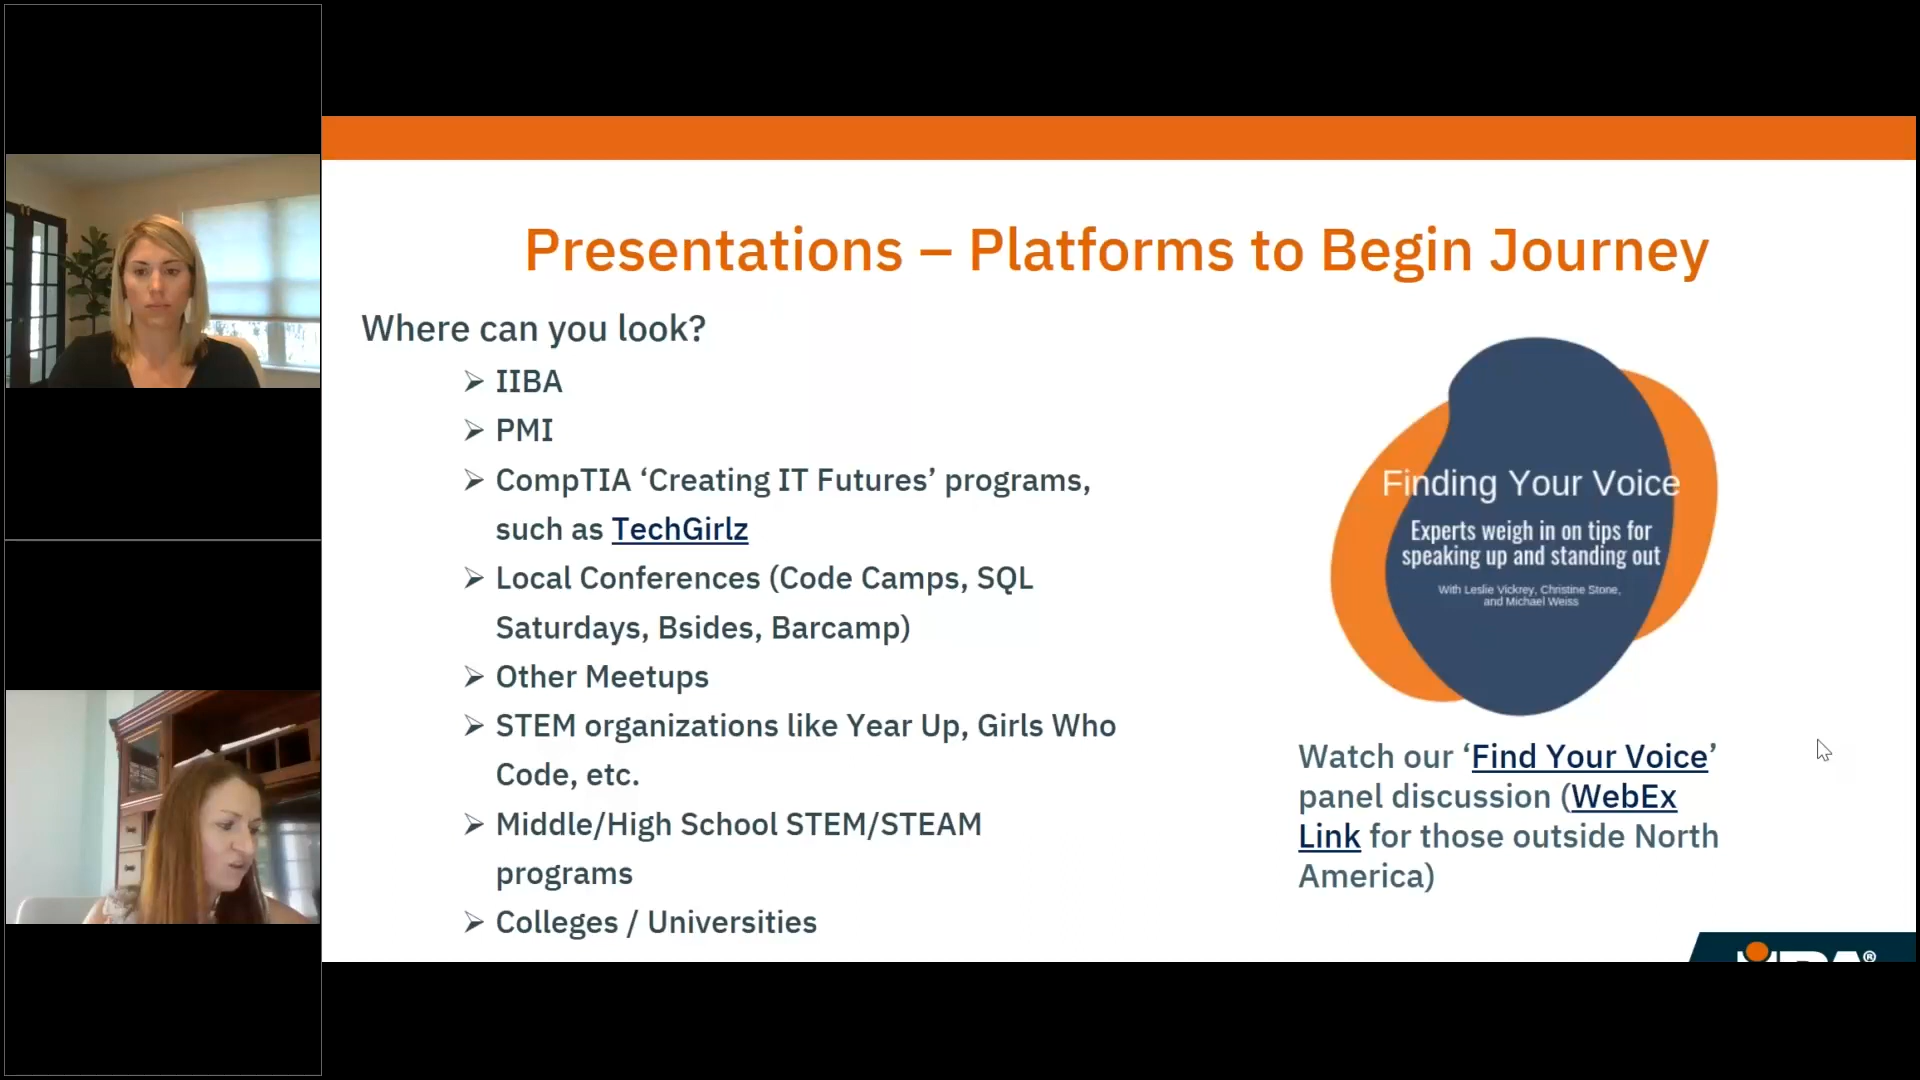 Presentations – Platforms to Begin Journey
Where can you look?
➢ IIBA
➢ PMI
➢ CompTIA ‘Creating IT Futures’ programs,
such as TechGirlz
➢ Local Conferences (Code Camps, SQL
Saturdays, Bsides, Barcamp)
➢ Other Meetups
➢ STEM organizations like Year Up, Girls Who
Code, etc.
➢ Middle/High School STEM/STEAM
programs
➢ Colleges / Universities
Finding Your Voice
Experts weigh in on tips for
speaking up and standing out
With Leslie Vickrey, Christine Stone,
and Michael Weiss
Watch our ‘Find Your Voice’
panel discussion (WebEx
Link for those outside North
America)